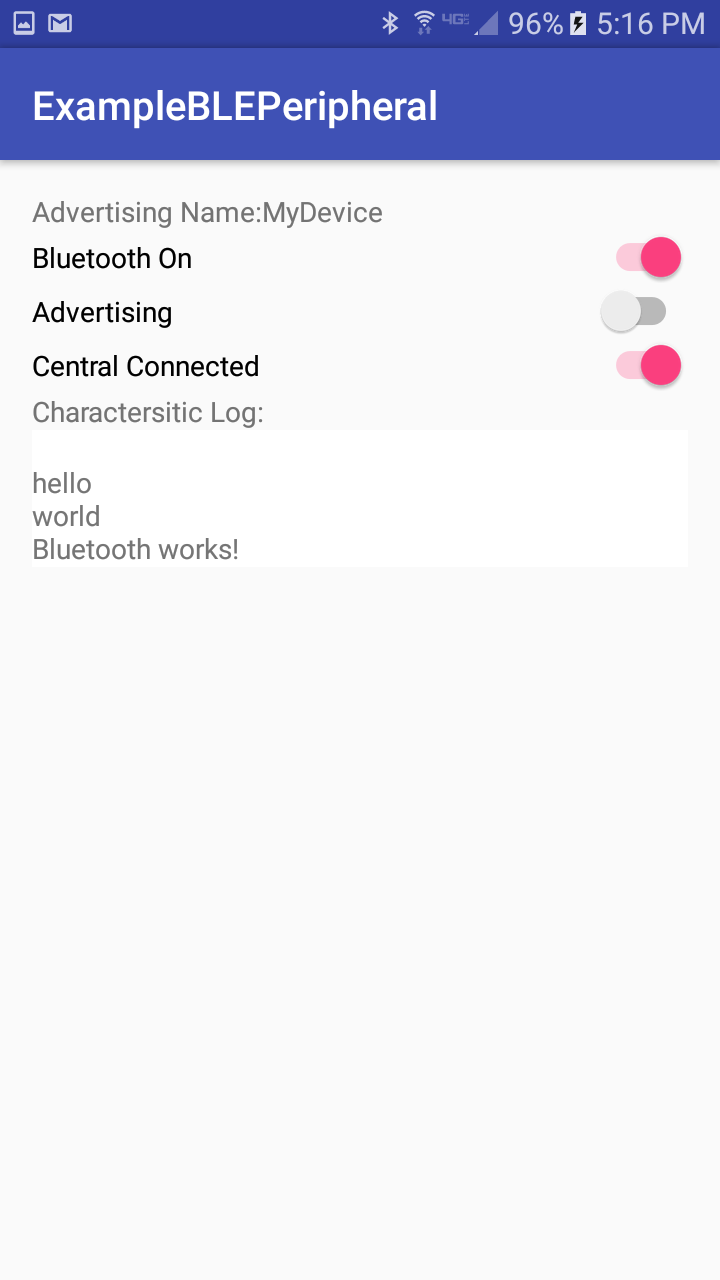 4G 96% 5:16 PM
ExampleBLEPeripheral
Advertising Name:MyDevice
Bluetooth On
Advertising
Central Connected
Charactersitic Log:
hello
world
Bluetooth works!